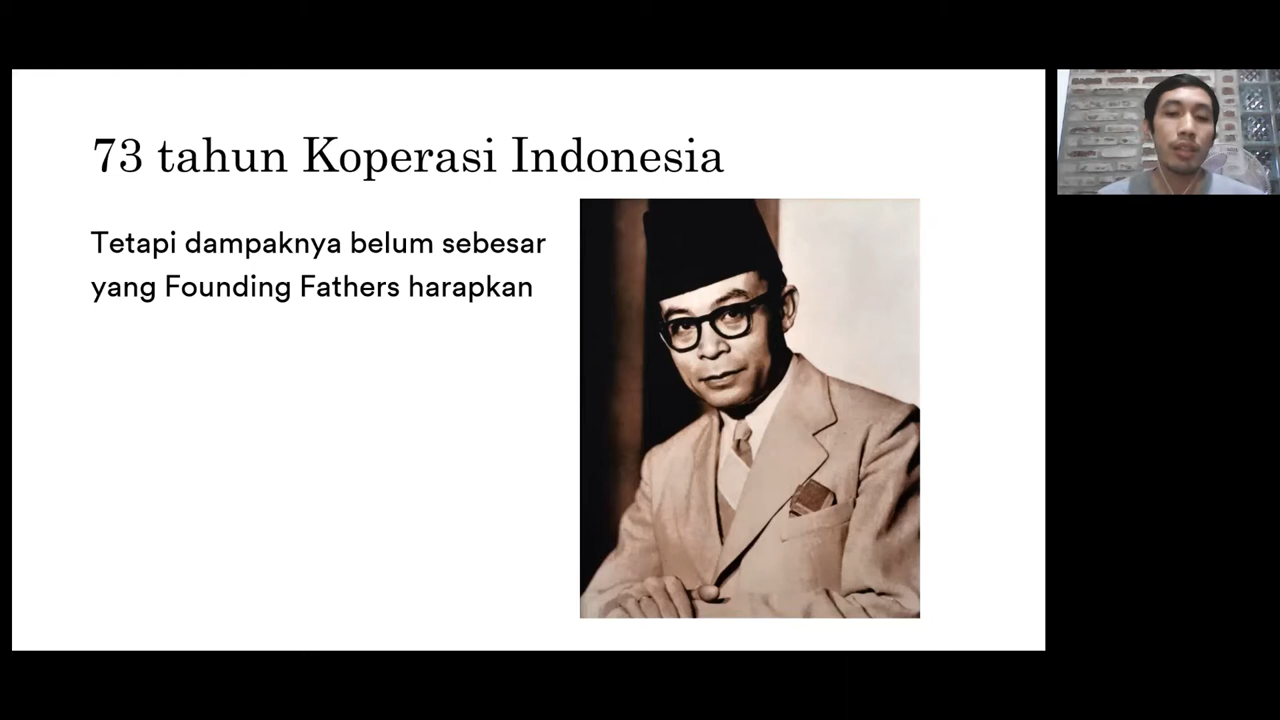 73 tahun Koperasi Indonesia
Tetapi dampaknya belum sebesar
yang Founding Fathers harapkan